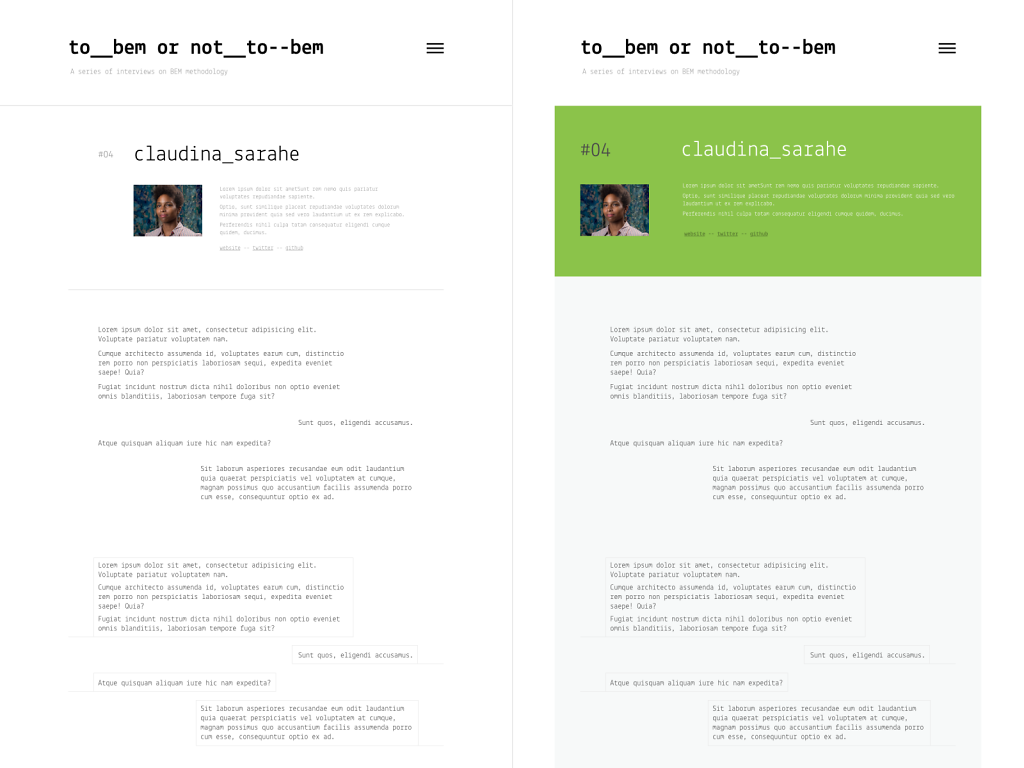 to__bem or not__to--bem
A series of interviews on BEM methodology
#04
claudina_sarahe
Lorem ipsum dolor sit ametSunt rem nemo quis pariatur
voluptates repudiandae sapiente.
Optio, sunt similique placeat repudiandae voluptates dolorum
minima provident quia sed vero laudantium ut ex explicabo.
Perferendis nihil culpa totam consequatur eligendi cumque
quidem, ducimus.
website -- twitter -- github
Lorem ipsum dolor sit amet, consectetur adipisicing elit.
Voluptate pariatur voluptatem nam.
Cumque architecto assumenda id, voluptates earum cum, distinctio
rem porro non perspiciatis laboriosam sequi, expedita eveniet
saepe! Quia?
Fugiat incidunt nostrum dicta nihil doloribus non optio eveniet
omnis blanditiis, laboriosam tempore fuga sit?
Sunt quos, eligendi accusamus.
Atque quisquam aliquam iure hic nam expedita?
Sit laborum asperiores recusandae eum odit laudantium
quia quaerat perspiciatis vel voluptatem at cumque,
magnam possimus quo accusantium facilis assumenda porro
cum esse, consequuntur optio ex ad.
Lorem ipsum dolor sit amet, consectetur adipisicing elit.
Voluptate pariatur voluptatem nam.
Cumque architecto assumenda id, voluptates earum cum, distinctio
rem porro non perspiciatis laboriosam sequi, expedita eveniet
saepe! Quia?
Fugiat incidunt nostrum dicta nihil doloribus non optio eveniet
omnis blanditiis, laboriosam tempore fuga sit?
Sunt quos, eligendi accusamus.
Atque quisquam aliquam iure hic nam expedita?
Sit laborum asperiores recusandae eum odit laudantium
quia quaerat perspiciatis vel voluptatem at cumque,
magnam possimus quo accusantium facilis assumenda porro
cum esse, consequuntur optio ex ad.
to__bem or not__to--bem
A series of interviews on BEM methodology
#04
claudina_sarahe
Lorem ipsum dolor sit ametSunt rem nemo quis pariatur voluptates repudiandae sapiente.
Optio, sunt similique placeat repudiandae voluptates dolorum minima provident quia sed vero
laudantium ut ex explicabo.
Perferendis nihil culpa totam consequatur eligendi cumque quidem, ducimus.
website -- twitter -- github
Lorem ipsum dolor sit amet, consectetur adipisicing elit.
Voluptate pariatur voluptatem nam.
Cumque architecto assumenda id, voluptates earum cum, distinctio
rem porro non perspiciatis laboriosam sequi, expedita eveniet
saepe! Quia?
Fugiat incidunt nostrum dicta nihil doloribus non optio eveniet
omnis blanditiis, laboriosam tempore fuga sit?
Sunt quos, eligendi accusamus.
Atque quisquam aliquam iure hic nam expedita?
Sit laborum asperiores recusandae eum odit laudantium
quia quaerat perspiciatis vel voluptatem at cumque,
magnam possimus quo accusantium facilis assumenda porro
cum esse, consequuntur optio ex ad.
Lorem ipsum dolor sit amet, consectetur adipisicing elit.
Voluptate pariatur voluptatem nam.
Cumque architecto assumenda id, voluptates earum cum, distinctio
rem porro non perspiciatis laboriosam sequi, expedita eveniet
saepe! Quia?
Fugiat incidunt nostrum dicta nihil doloribus non optio eveniet
omnis blanditiis, laboriosam tempore fuga sit?
Sunt quos, eligendi accusamus.
Atque quisquam aliquam iure hic nam expedita?
Sit laborum asperiores recusandae eum odit laudantium
quia quaerat perspiciatis vel voluptatem at cumque,
magnam possimus quo accusantium facilis assumenda porro
cum esse, consequuntur optio ex ad.